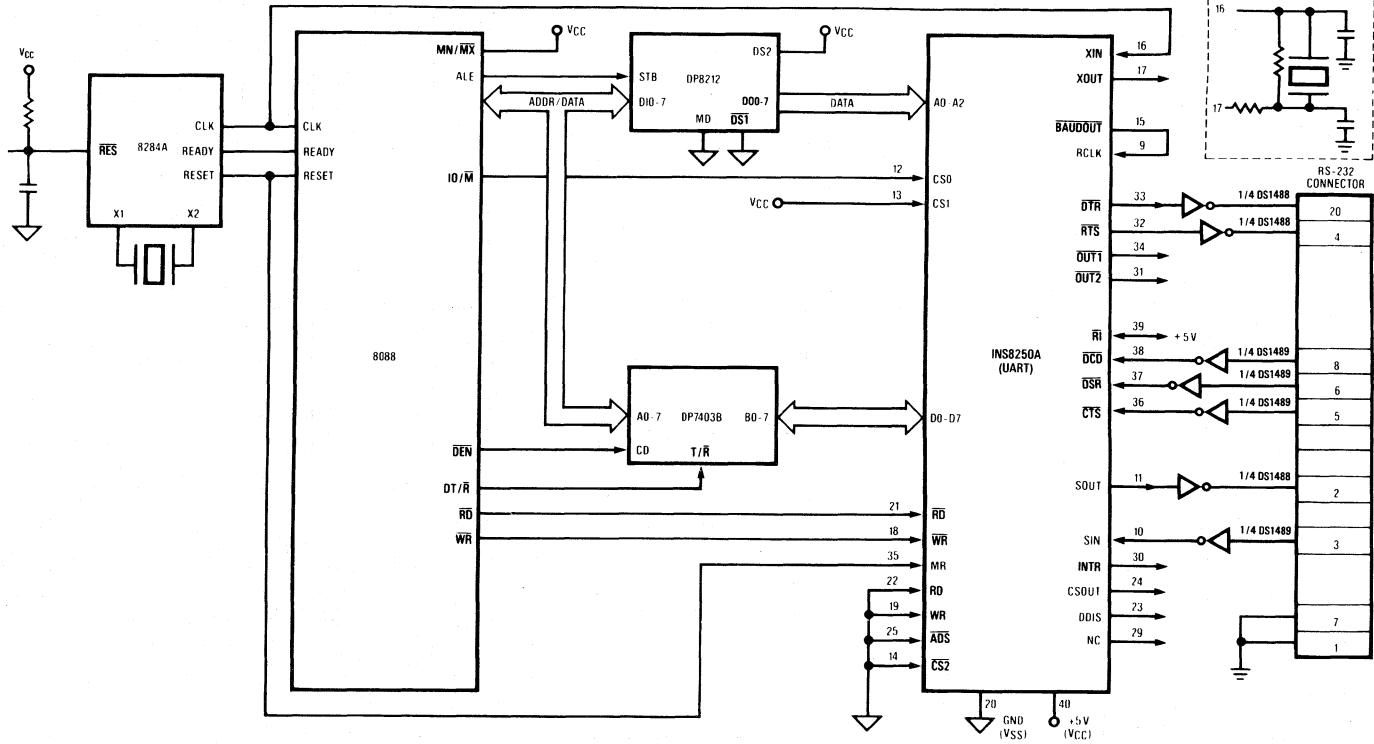 VCC
RES
8284A
CLK
READY
RESET
X1
X2
CLK
READY
RESET
8088
MN/MX
VCC
ALE
ADDR/DATA
IO/M
DEN
DT/R
RD
WR
STB
DP8212
DS2
VCC
DI0-7
DO0-7
MD
DS1
DATA
VCC
A0-7
DP7403B
B0-7
CD
T/R
INS8250A
(UART)
A0-A2
12
CS0
13
CS1
D0-D7
21
RD
18
WR
35
MR
22
RD
19
WR
25
ADS
14
CS2
20
GND
(VSS)
40
+5V
(VCC)
XIN
16
XOUT
17
BAUDOUT
15
RCLK
9
DTR
33
1/4 DS1488
20
RTS
32
1/4 DS1488
4
OUT1
34
OUT2
31
RI
39
+5V
DCD
38
1/4 DS1489
8
DSR
37
1/4 DS1489
6
CTS
36
1/4 DS1489
5
SOUT
11
1/4 DS1488
2
SIN
10
1/4 DS1489
3
INTR
30
CSOUT
24
DDIS
23
NC
29
7
1
16
17
RS-232
CONNECTOR